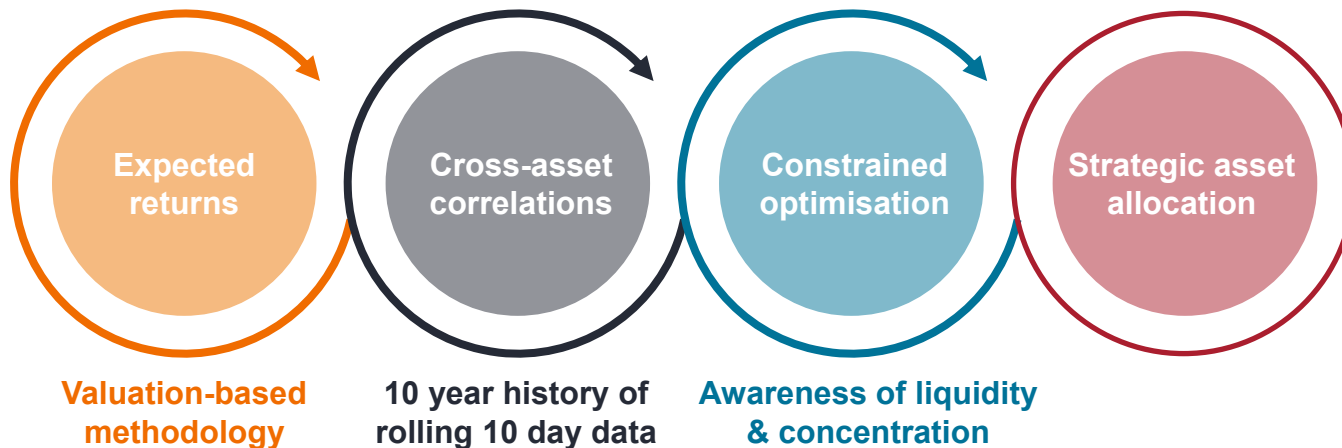 Expected
returns
Cross-asset
correlations
Constrained
optimisation
Strategic asset
allocation
Valuation-based
methodology
10 year history of
rolling 10 day data
Awareness of liquidity
& concentration